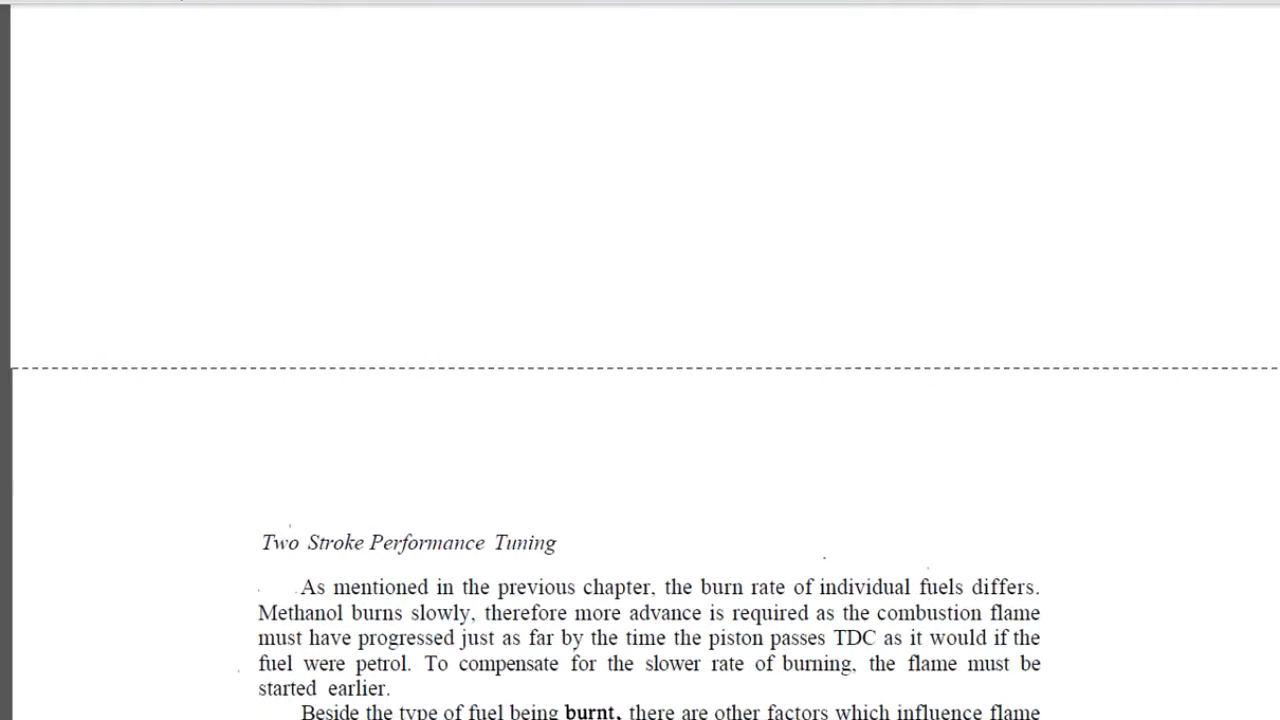 Two Stroke Performance Tuning
As mentioned in the previous chapter, the burn rate of individual fuels differs.
Methanol burns slowly, therefore more advance is required as the combustion flame
must have progressed just as far by the time the piston passes TDC as it would if the
fuel were petrol. To compensate for the slower rate of burning, the flame must be
started earlier.
Beside the type of fuel being burnt, there are other factors which influence flame